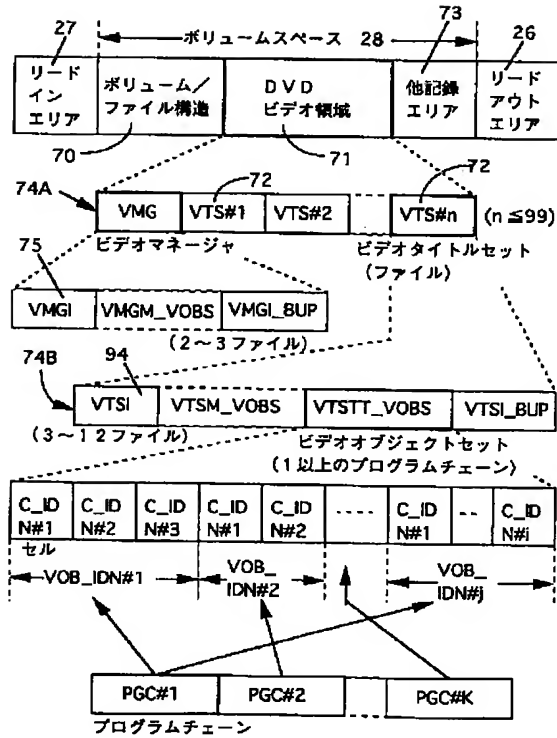 27
ボリュームスペース 28
73
26
リード
イン
エリア
ボリューム／
ファイル構造
DVD
ビデオ領域
他記録
エリア
リード
アウト
エリア
70
71
72
72
74A
VMG
VTS#1
VTS#2
VTS#n
(n≦99)
ビデオマネージャ
ビデオタイトルセット
(ファイル)
75
VMGI
VMGM_VOBS
VMGI_BUP
(2～3ファイル)
74B
94
VTSI
VTSM_VOBS
VTSTT_VOBS
VTSI_BUP
(3～12ファイル)
ビデオオブジェクトセット
(1以上のプログラムチェーン)
C_ID
N#1
C_ID
N#2
C_ID
N#3
C_ID
N#1
C_ID
N#2
C_ID
N#1
C_ID
N#i
セル
VOB_IDN#1
VOB_
IDN#2
VOB_
IDN#j
PGC#1
PGC#2
PGC#K
プログラムチェーン